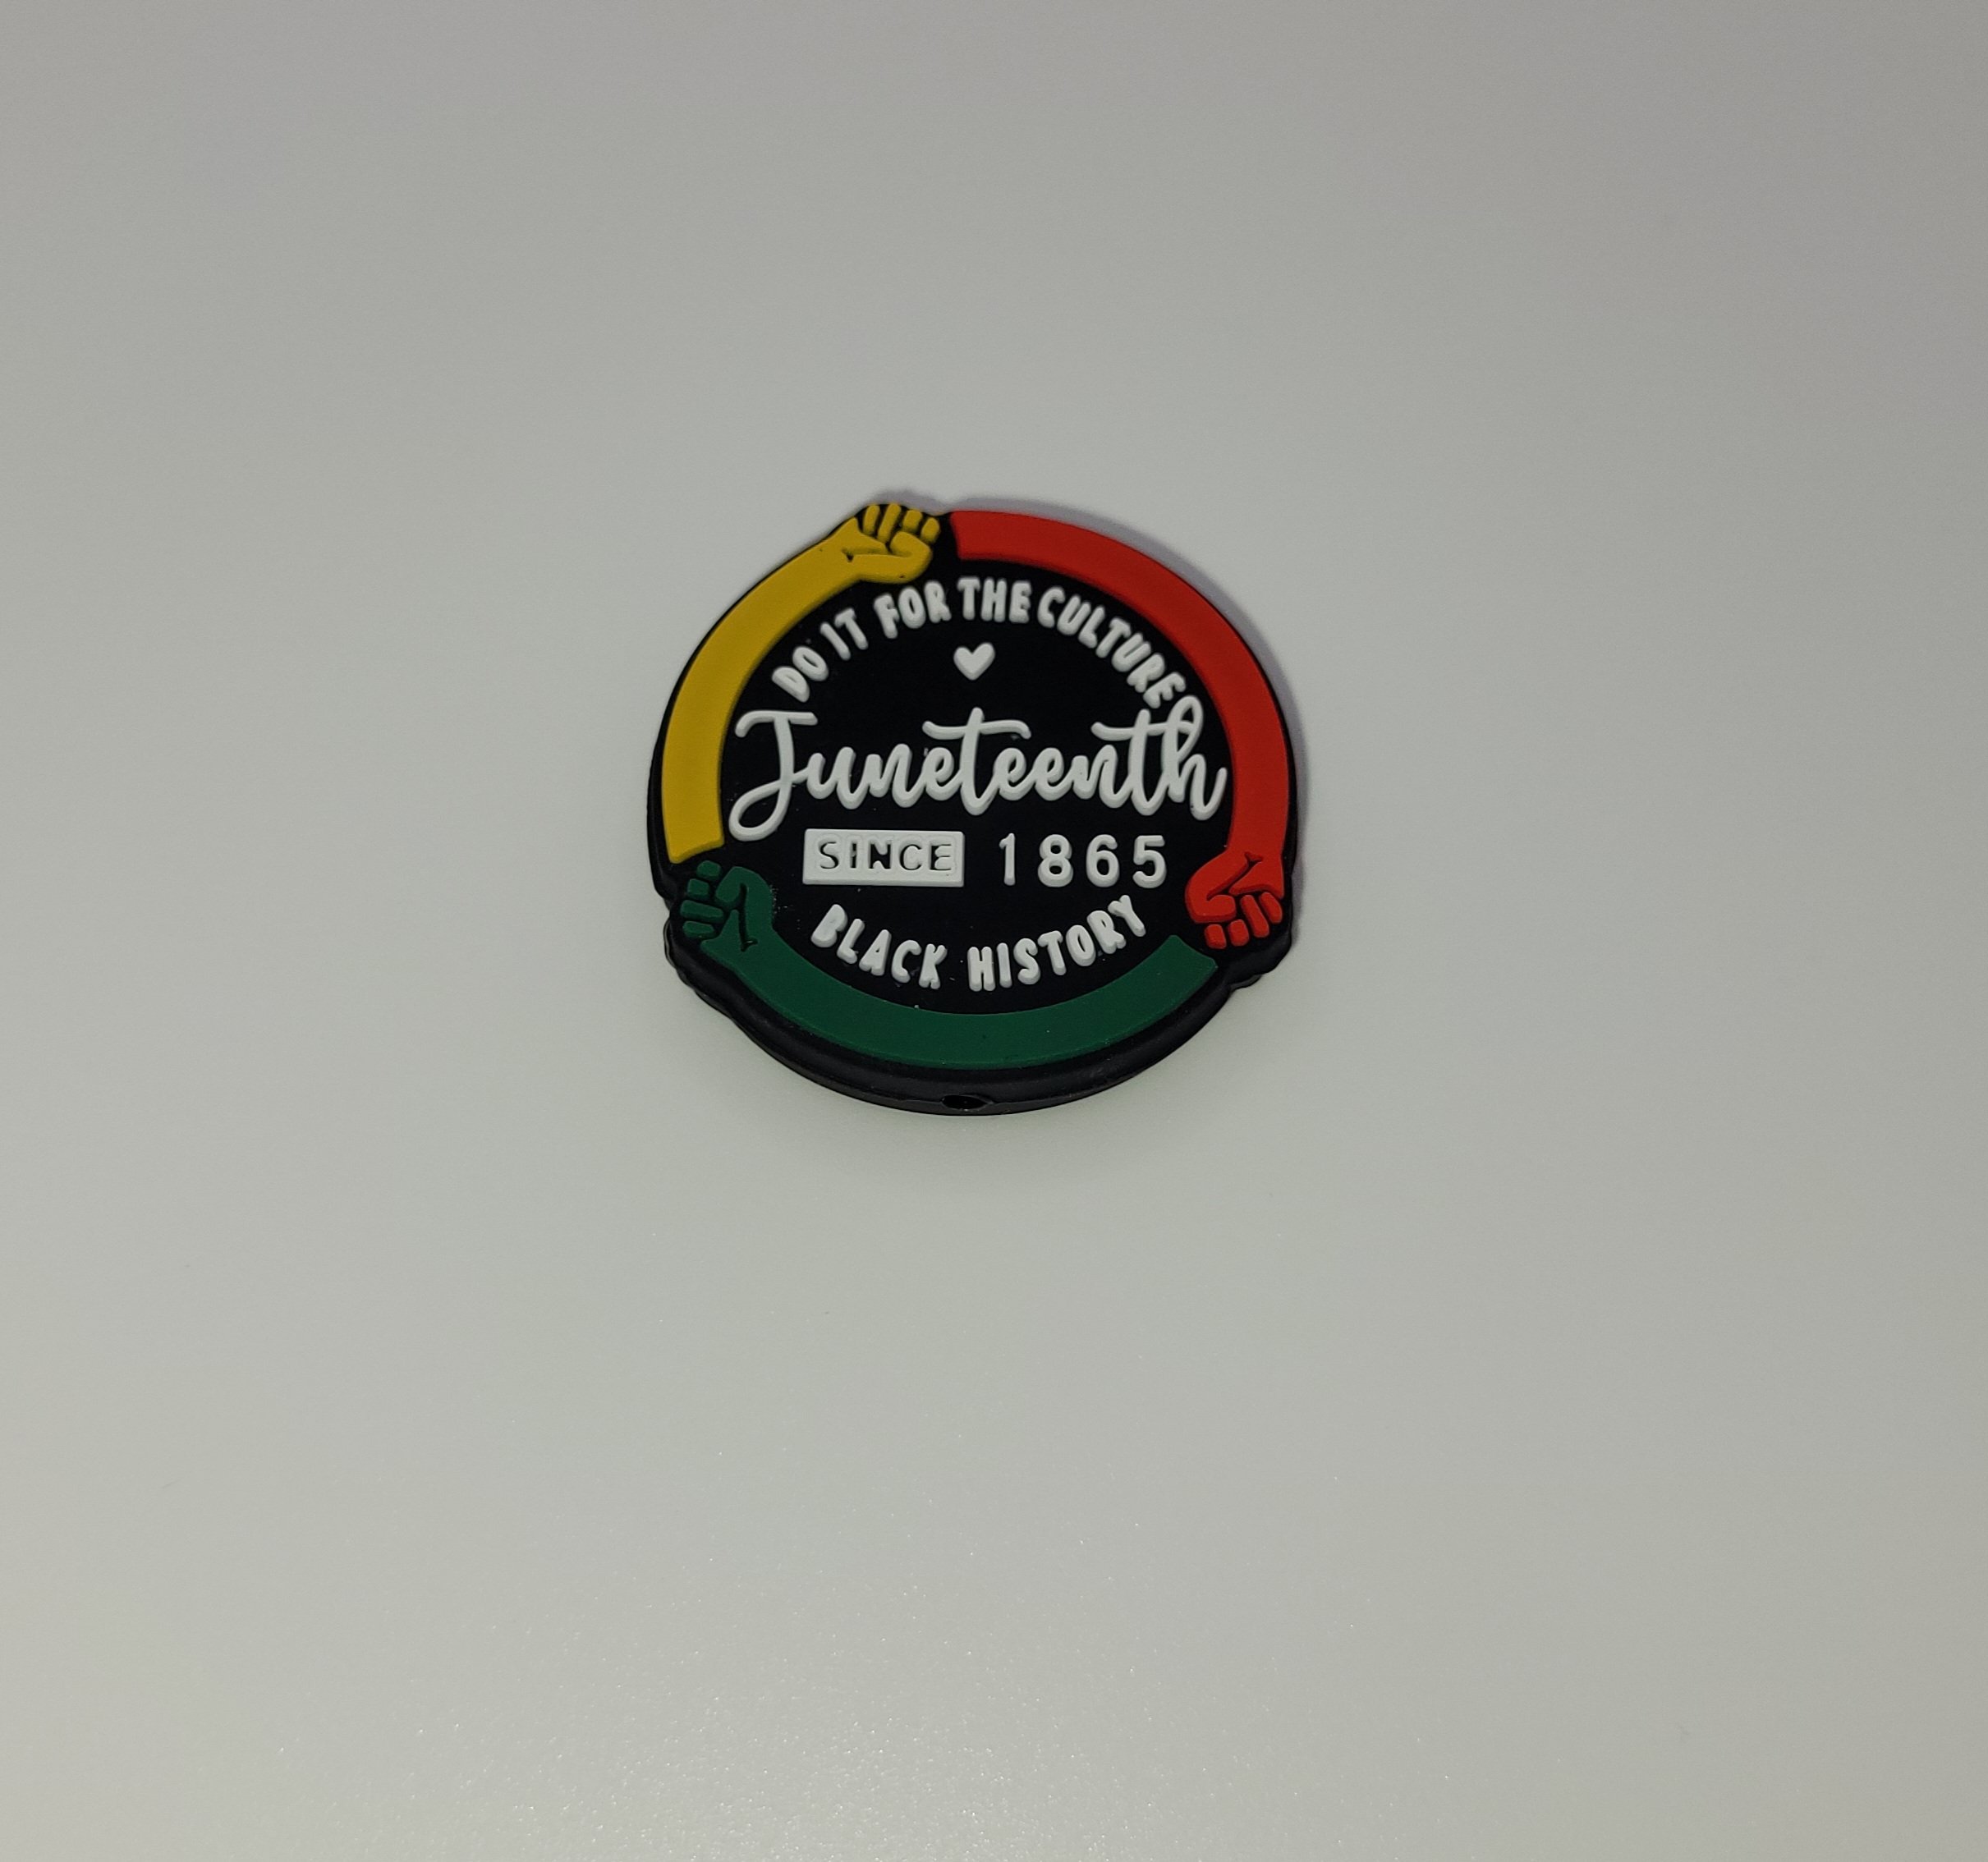 DO IT FOR THE CULTURE
Juneteenth
SINCE 1865
BLACK HISTORY